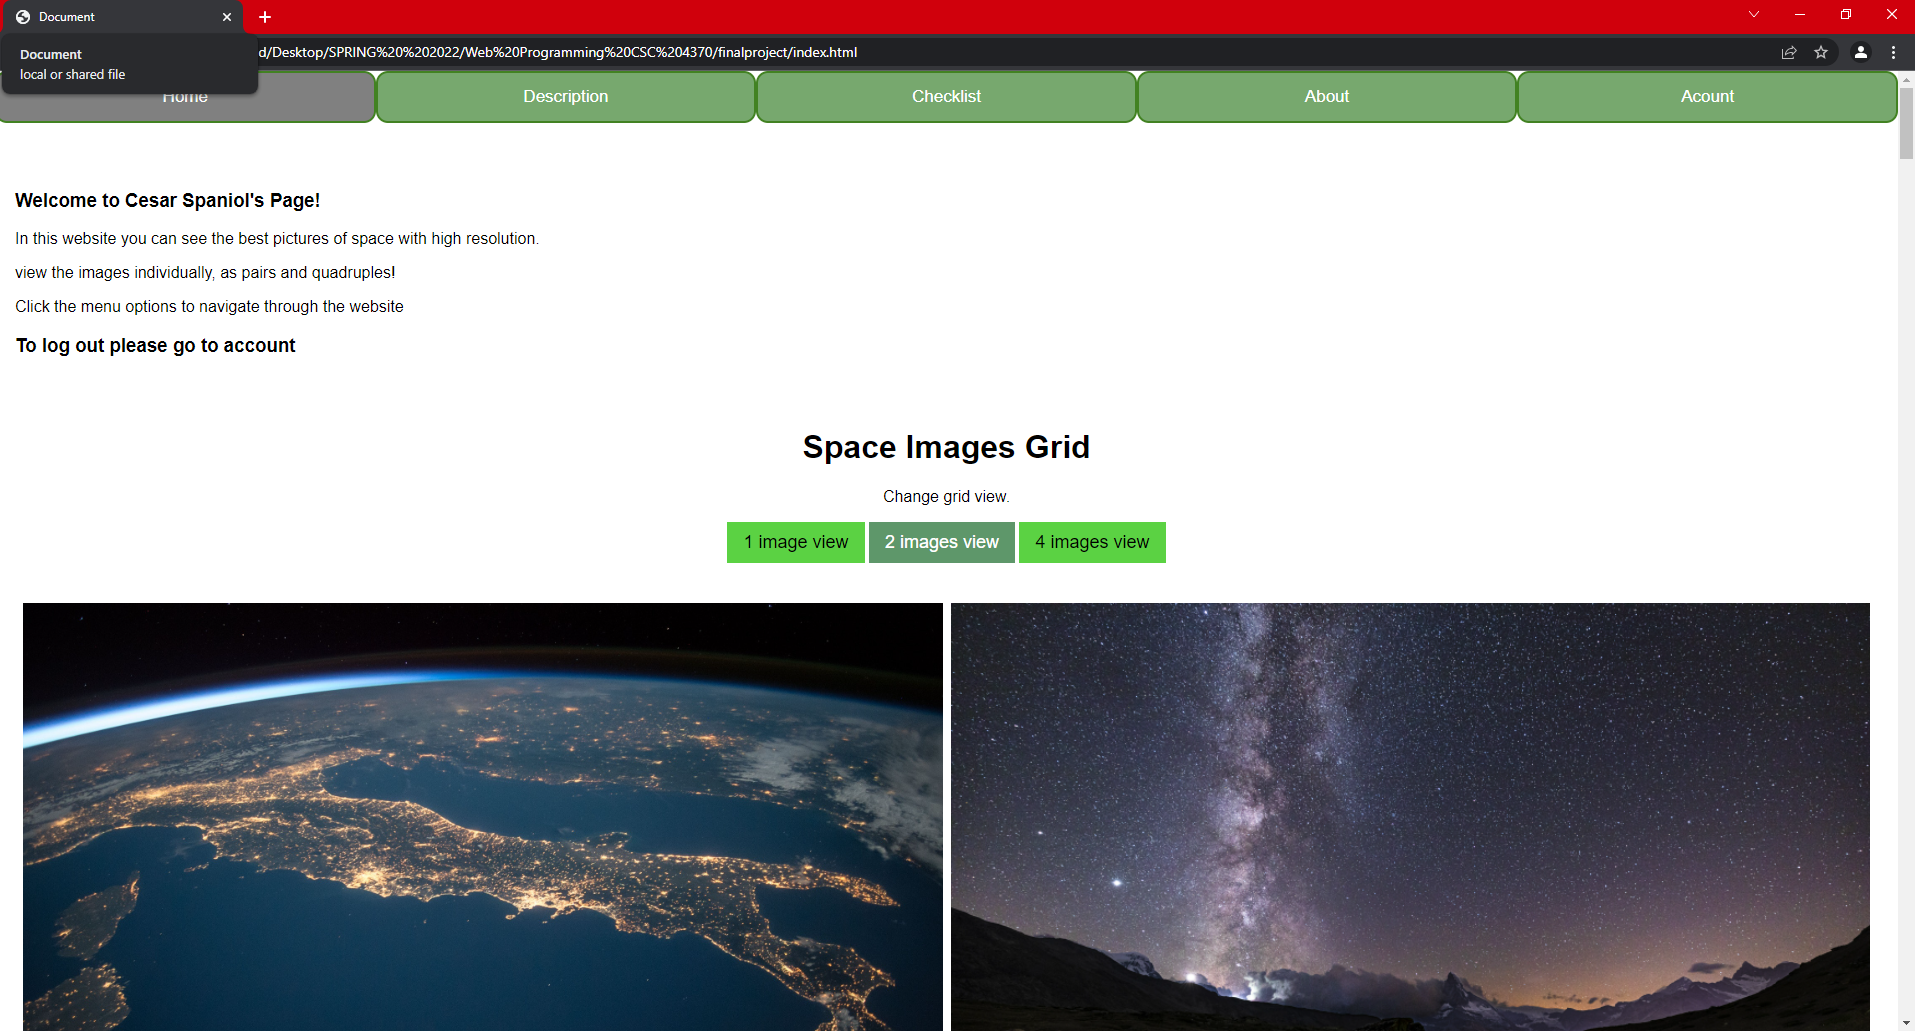 Document
Document
local or shared file
d/Desktop/SPRING%20%202022/Web%20Programming%20CSC%204370/finalproject/index.html
Home
Description
Checklist
About
Acount
Welcome to Cesar Spaniol's Page!
In this website you can see the best pictures of space with high resolution.
view the images individually, as pairs and quadruples!
Click the menu options to navigate through the website
To log out please go to account
Space Images Grid
Change grid view.
1 image view
2 images view
4 images view